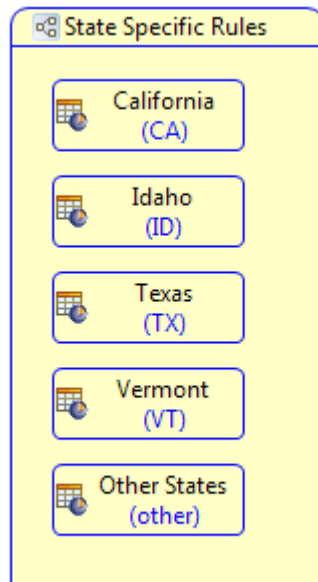 State Specific Rules
California
(CA)
Idaho
(ID)
Texas
(TX)
Vermont
(VT)
Other States
(other)